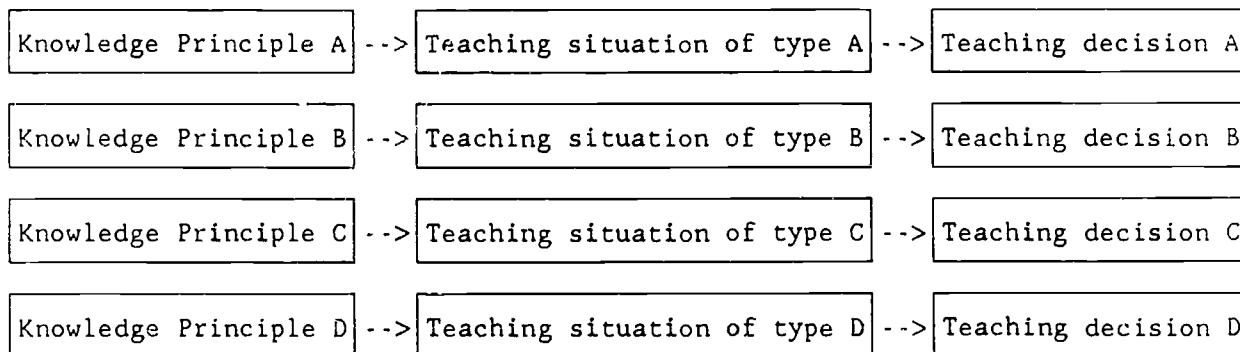 Knowledge Principle A --> Teaching situation of type A --> Teaching decision A
Knowledge Principle B --> Teaching situation of type B --> Teaching decision B
Knowledge Principle C --> Teaching situation of type C --> Teaching decision C
Knowledge Principle D --> Teaching situation of type D --> Teaching decision D